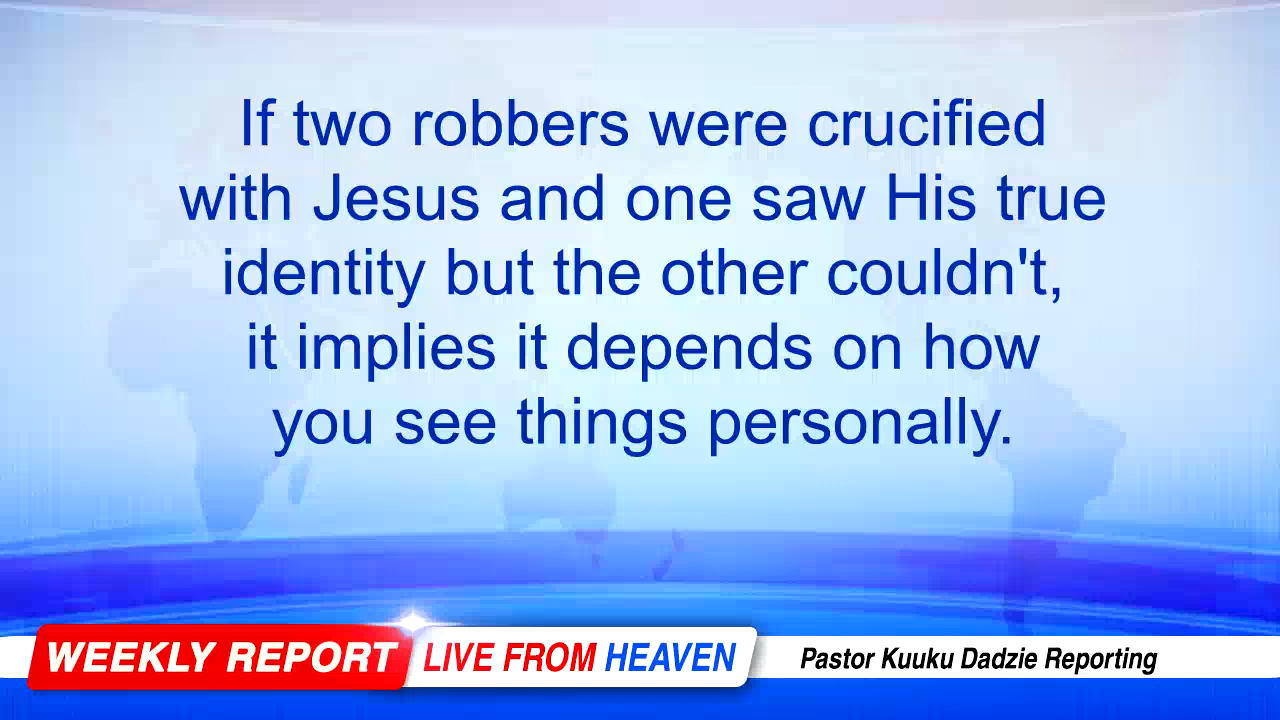 If two robbers were crucified
with Jesus and one saw His true
identity but the other couldn't,
it implies it depends on how
you see things personally.
WEEKLY REPORT LIVE FROM HEAVEN Pastor Kuuku Dadzie Reporting